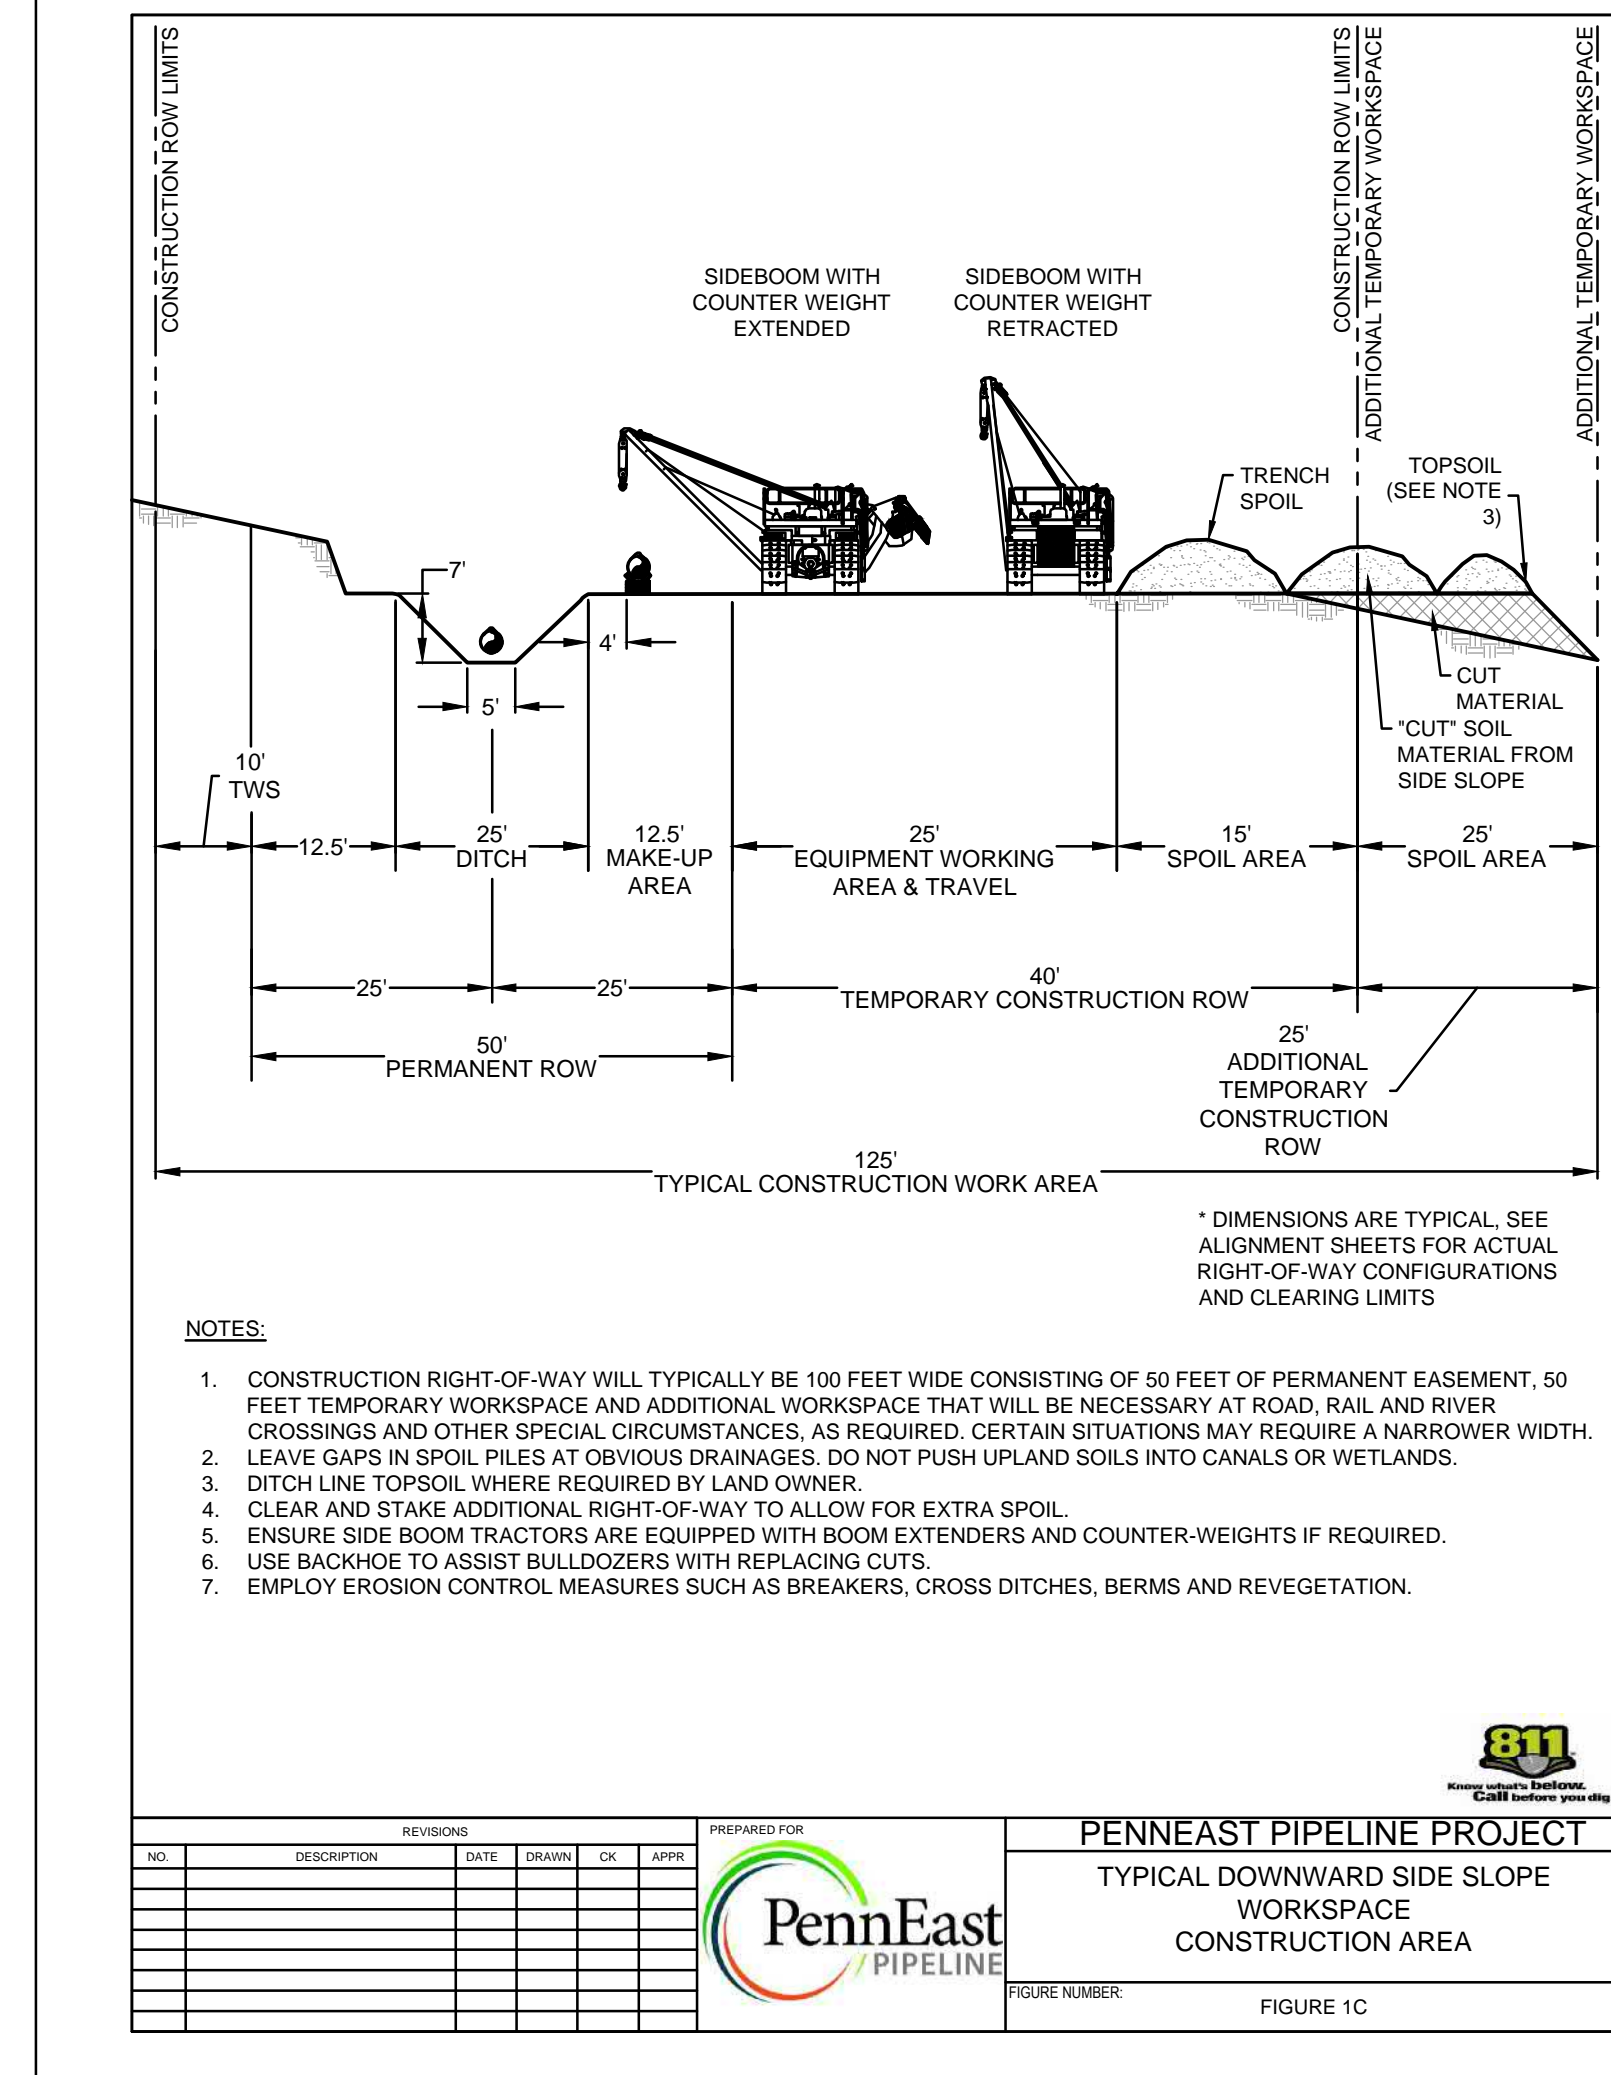 CONSTRUCTION ROW LIMITS
CONSTRUCTION ROW LIMITS
ADDITIONAL TEMPORARY WORKSPACE
ADDITIONAL TEMPORARY WORKSPACE
SIDEBOOM WITH
COUNTER WEIGHT
EXTENDED
SIDEBOOM WITH
COUNTER WEIGHT
RETRACTED
TRENCH
SPOIL
TOPSOIL
(SEE NOTE
3)
7'
4'
5'
CUT
MATERIAL
"CUT" SOIL
MATERIAL FROM
SIDE SLOPE
10'
TWS
12.5'
25'
DITCH
12.5'
MAKE-UP
AREA
25'
EQUIPMENT WORKING
AREA & TRAVEL
15'
SPOIL AREA
25'
SPOIL AREA
25'
25'
40'
TEMPORARY CONSTRUCTION ROW
50'
PERMANENT ROW
25'
ADDITIONAL
TEMPORARY
CONSTRUCTION
ROW
125'
TYPICAL CONSTRUCTION WORK AREA
* DIMENSIONS ARE TYPICAL, SEE
ALIGNMENT SHEETS FOR ACTUAL
RIGHT-OF-WAY CONFIGURATIONS
AND CLEARING LIMITS
NOTES:
1. CONSTRUCTION RIGHT-OF-WAY WILL TYPICALLY BE 100 FEET WIDE CONSISTING OF 50 FEET OF PERMANENT EASEMENT, 50
FEET TEMPORARY WORKSPACE AND ADDITIONAL WORKSPACE THAT WILL BE NECESSARY AT ROAD, RAIL AND RIVER
CROSSINGS AND OTHER SPECIAL CIRCUMSTANCES, AS REQUIRED. CERTAIN SITUATIONS MAY REQUIRE A NARROWER WIDTH.
2. LEAVE GAPS IN SPOIL PILES AT OBVIOUS DRAINAGES. DO NOT PUSH UPLAND SOILS INTO CANALS OR WETLANDS.
3. DITCH LINE TOPSOIL WHERE REQUIRED BY LAND OWNER.
4. CLEAR AND STAKE ADDITIONAL RIGHT-OF-WAY TO ALLOW FOR EXTRA SPOIL.
5. ENSURE SIDE BOOM TRACTORS ARE EQUIPPED WITH BOOM EXTENDERS AND COUNTER-WEIGHTS IF REQUIRED.
6. USE BACKHOE TO ASSIST BULLDOZERS WITH REPLACING CUTS.
7. EMPLOY EROSION CONTROL MEASURES SUCH AS BREAKERS, CROSS DITCHES, BERMS AND REVEGETATION.
811
Know what's below.
Call before you dig
REVISIONS
NO. DESCRIPTION DATE DRAWN CK APPR
PREPARED FOR
PennEast
PIPELINE
PENNEAST PIPELINE PROJECT
TYPICAL DOWNWARD SIDE SLOPE
WORKSPACE
CONSTRUCTION AREA
FIGURE NUMBER:
FIGURE 1C